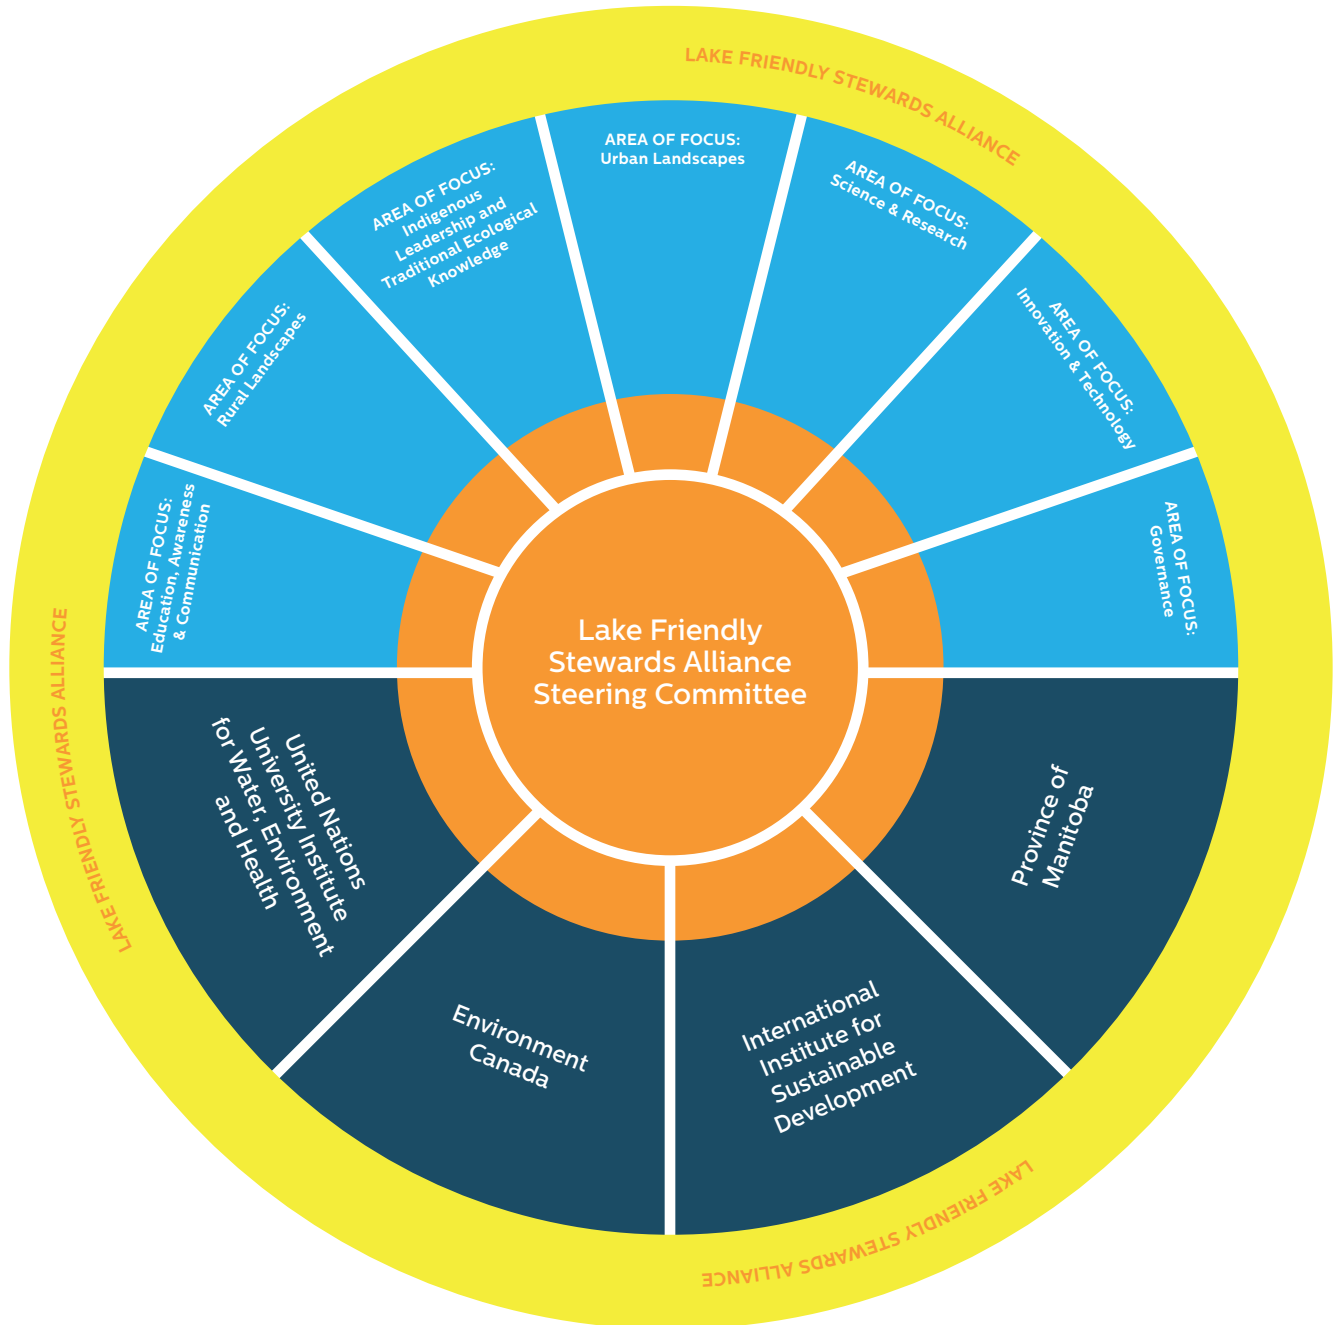 LAKE FRIENDLY STEWARDS ALLIANCE
AREA OF FOCUS:
Education, Awareness
& Communication
AREA OF FOCUS:
Rural Landscapes
AREA OF FOCUS:
Indigenous
Leadership and
Traditional Ecological
Knowledge
AREA OF FOCUS:
Urban Landscapes
AREA OF FOCUS:
Science & Research
AREA OF FOCUS:
Innovation & Technology
AREA OF FOCUS:
Governance
Lake Friendly
Stewards Alliance
Steering Committee
Province of
Manitoba
International
Institute for
Sustainable
Development
Environment
Canada
United Nations
University Institute
for Water, Environment
and Health
LAKE FRIENDLY STEWARDS ALLIANCE
LAKE FRIENDLY STEWARDS ALLIANCE